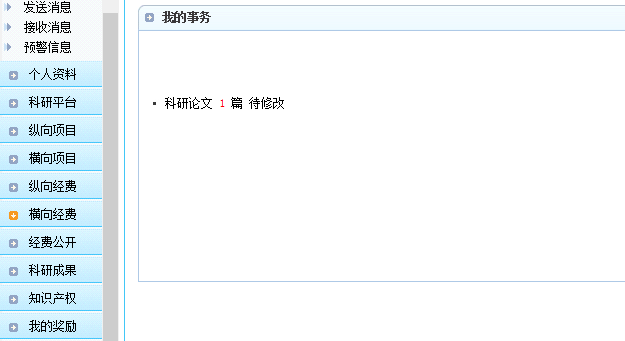 发送消息
接收消息
预警信息
个人资料
科研平台
纵向项目
横向项目
纵向经费
横向经费
经费公开
科研成果
知识产权
我的奖励
我的事务
科研论文 1 篇 待修改